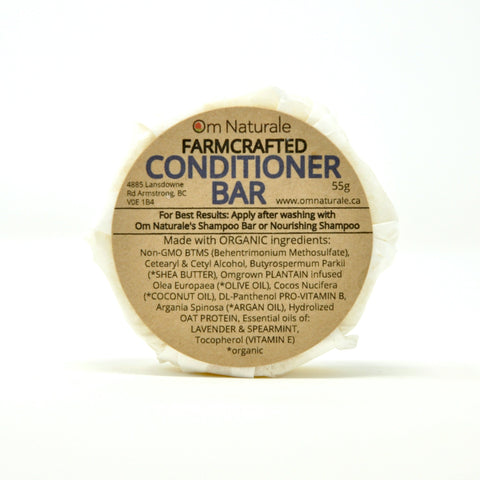 Om Naturale
FARMCRAFTED
CONDITIONER
BAR
55g
4885 Lansdowne
Rd Armstrong, BC
V0E 1B4
www.omnaturale.ca
For Best Results: Apply after washing with
Om Naturale's Shampoo Bar or Nourishing Shampoo
Made with ORGANIC ingredients:
Non-GMO BTMS (Behentrimonium Methosulfate),
Cetearyl & Cetyl Alcohol, Butyrospermum Parkii
(*SHEA BUTTER), Omgrown PLANTAIN infused
Olea Europaea (*OLIVE OIL), Cocos Nucifera
(*COCONUT OIL), DL-Panthenol PRO-VITAMIN B,
Argania Spinosa (*ARGAN OIL), Hydrolized
OAT PROTEIN, Essential oils of:
LAVENDER & SPEARMINT,
Tocopherol (VITAMIN E)
*organic